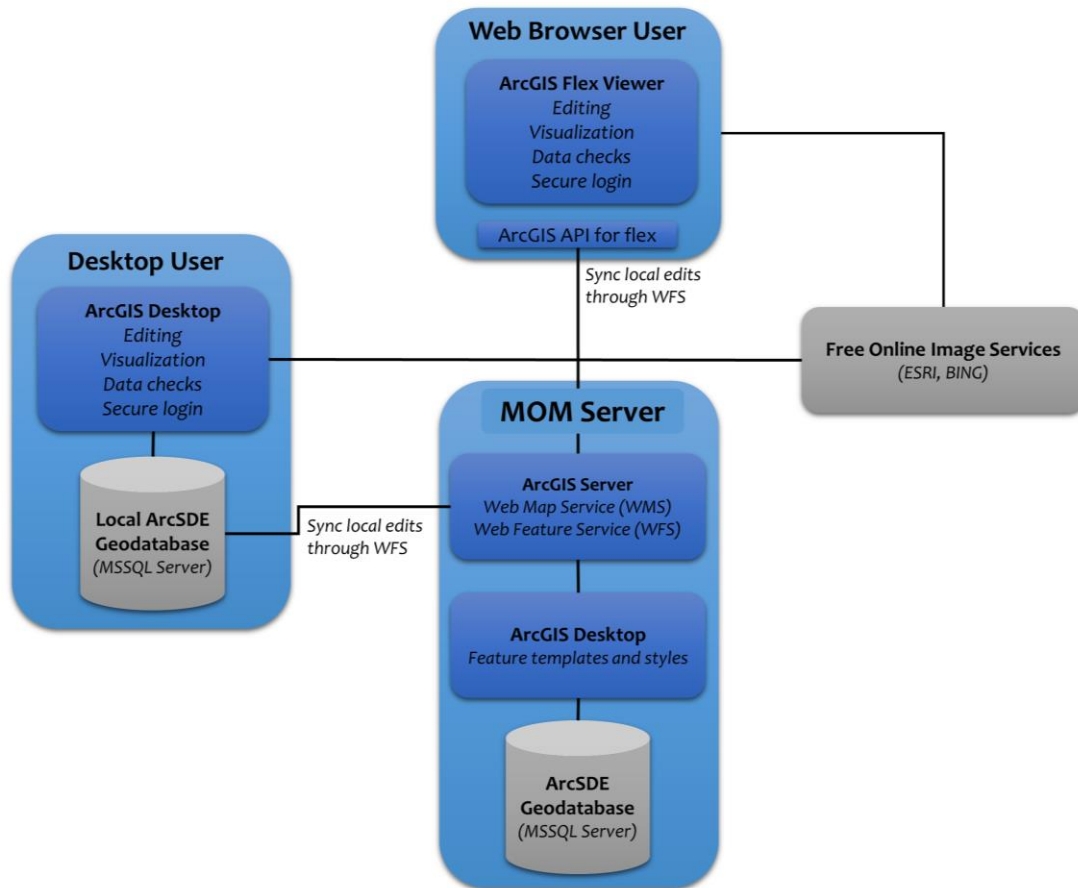 Web Browser User
ArcGIS Flex Viewer
Editing
Visualization
Data checks
Secure login
ArcGIS API for flex
Sync local edits
through WFS
Desktop User
ArcGIS Desktop
Editing
Visualization
Data checks
Secure login
Local ArcSDE
Geodatabase
(MSSQL Server)
Sync local edits
through WFS
Free Online Image Services
(ESRI, BING)
MOM Server
ArcGIS Server
Web Map Service (WMS)
Web Feature Service (WFS)
ArcGIS Desktop
Feature templates and styles
ArcSDE
Geodatabase
(MSSQL Server)